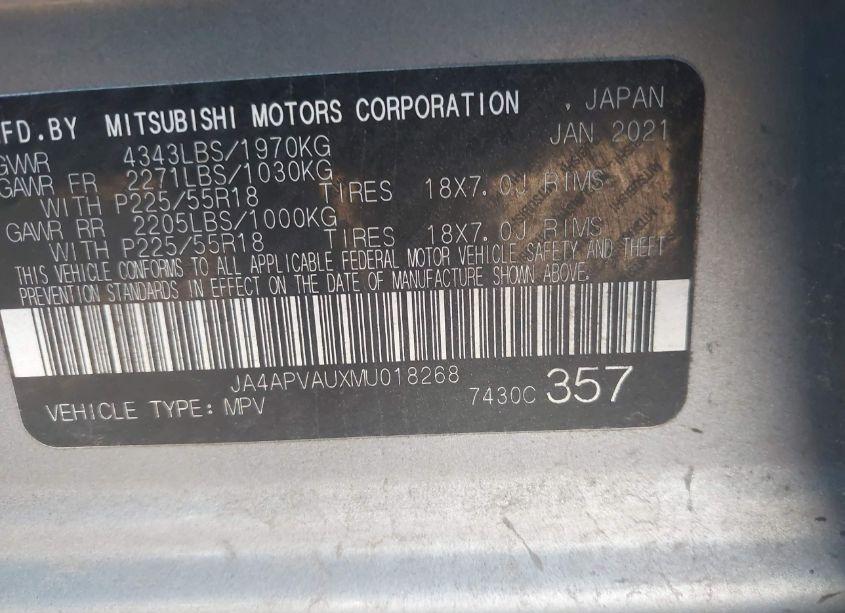 MFD.BY MITSUBISHI MOTORS CORPORATION , JAPAN
JAN 2021
GVWR 4343LBS/1970KG
GAWR FR 2271LBS/1030KG
WITH P225/55R18 TIRES 18X7.0J RIMS
GAWR RR 2205LBS/1000KG
WITH P225/55R18 TIRES 18X7.0J RIMS
THIS VEHICLE CONFORMS TO ALL APPLICABLE FEDERAL MOTOR VEHICLE SAFETY AND THEFT
PREVENTION STANDARDS IN EFFECT ON THE DATE OF MANUFACTURE SHOWN ABOVE.
JA4APVAUXMU018268
VEHICLE TYPE: MPV 7430C 357